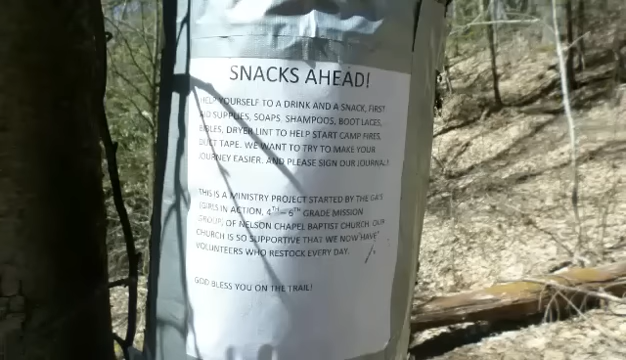 SNACKS AHEAD!
HELP YOURSELF TO A DRINK AND A SNACK, FIRST
AID SUPPLIES, SOAPS. SHAMPOOS, BOOT LACES,
BIBLES, DRYER LINT TO HELP START CAMP FIRES,
DUCT TAPE. WE WANT TO TRY TO MAKE YOUR
JOURNEY EASIER. AND PLEASE SIGN OUR JOURNAL!
THIS IS A MINISTRY PROJECT STARTED BY THE GA'S
(GIRLS IN ACTION, 4TH – 6TH GRADE MISSION
GROUP) OF NELSON CHAPEL BAPTIST CHURCH. OUR
CHURCH IS SO SUPPORTIVE THAT WE NOW HAVE
VOLUNTEERS WHO RESTOCK EVERY DAY.
GOD BLESS YOU ON THE TRAIL!